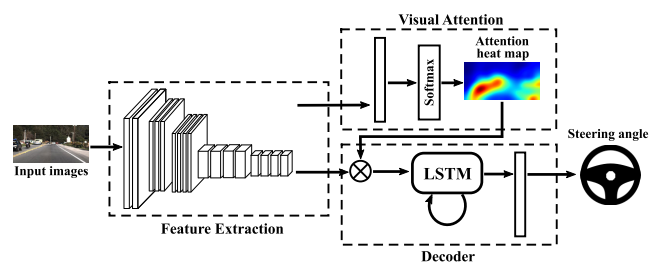 Visual Attention
Attention
heat map
Softmax
Input images
Feature Extraction
LSTM
Decoder
Steering angle